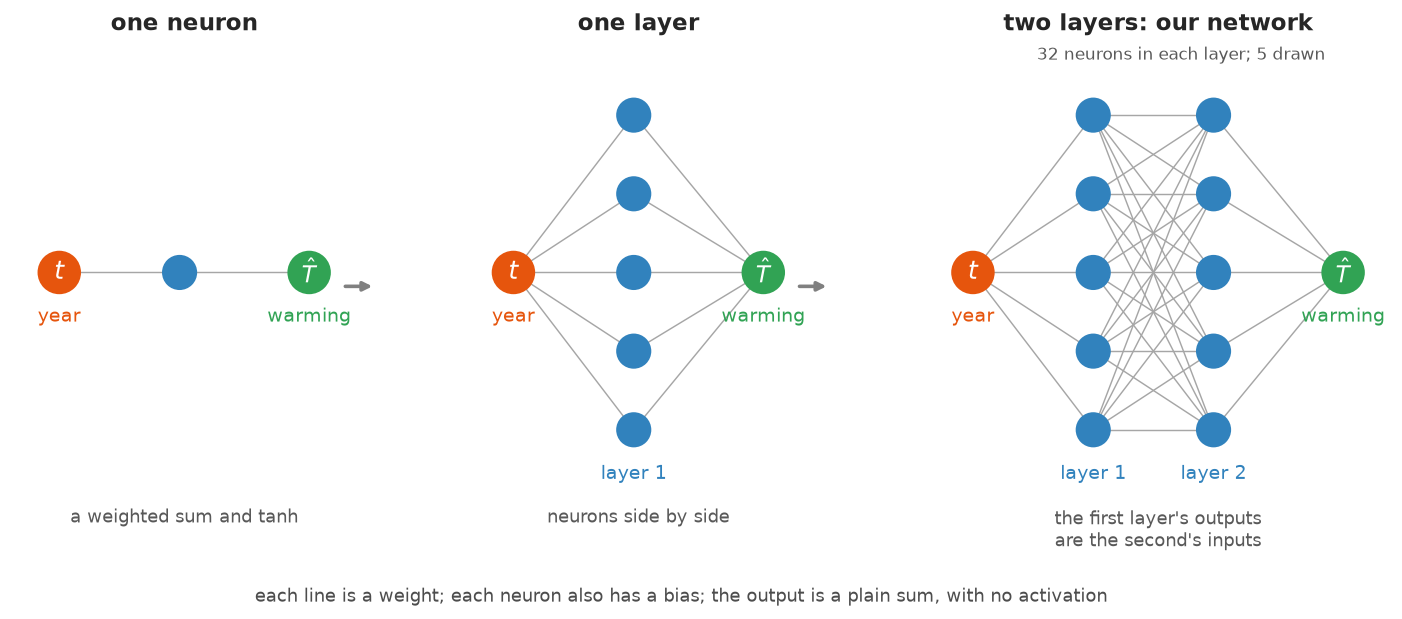 one neuron
one layer
two layers: our network
32 neurons in each layer; 5 drawn
t
T̂
year
warming
t
T̂
year
warming
t
T̂
year
warming
layer 1
layer 1
layer 2
a weighted sum and tanh
neurons side by side
the first layer's outputs
are the second's inputs
each line is a weight; each neuron also has a bias; the output is a plain sum, with no activation